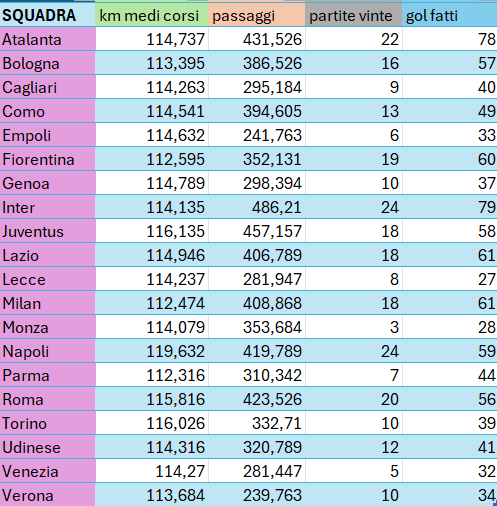 SQUADRA km medi corsi passaggi partite vinte gol fatti
Atalanta 114,737 431,526 22 78
Bologna 113,395 386,526 16 57
Cagliari 114,263 295,184 9 40
Como 114,541 394,605 13 49
Empoli 114,632 241,763 6 33
Fiorentina 112,595 352,131 19 60
Genoa 114,789 298,394 10 37
Inter 114,135 486,21 24 79
Juventus 116,135 457,157 18 58
Lazio 114,946 406,789 18 61
Lecce 114,237 281,947 8 27
Milan 112,474 408,868 18 61
Monza 114,079 353,684 3 28
Napoli 119,632 419,789 24 59
Parma 112,316 310,342 7 44
Roma 115,816 423,526 20 56
Torino 116,026 332,71 10 39
Udinese 114,316 320,789 12 41
Venezia 114,27 281,447 5 32
Verona 113,684 239,763 10 34